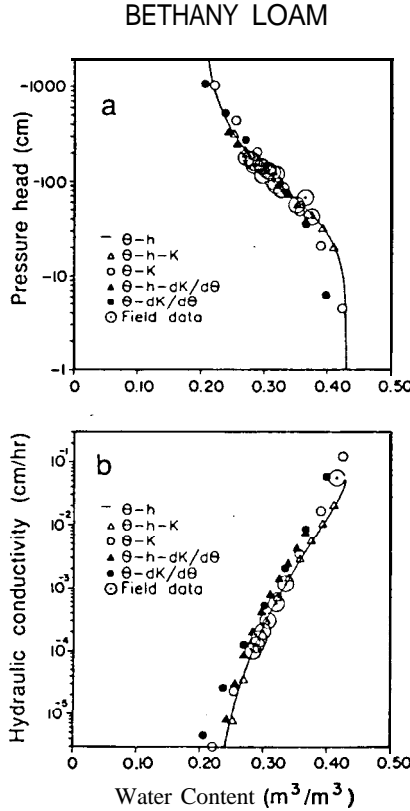 BETHANY LOAM
a
Pressure head (cm)
-1000
-100
-10
-1
θ-h
θ-h-K
θ-K
θ-h-dK/dθ
θ-dK/dθ
Field data
0 0.10 0.20 0.30 0.40 0.50
b
Hydraulic conductivity (cm/hr)
10⁻¹
10⁻²
10⁻³
10⁻⁴
10⁻⁵
θ-h
θ-h-K
θ-K
θ-h-dK/dθ
θ-dK/dθ
Field data
0 0.10 0.20 0.30 0.40 0.50
Water Content (m³/m³)